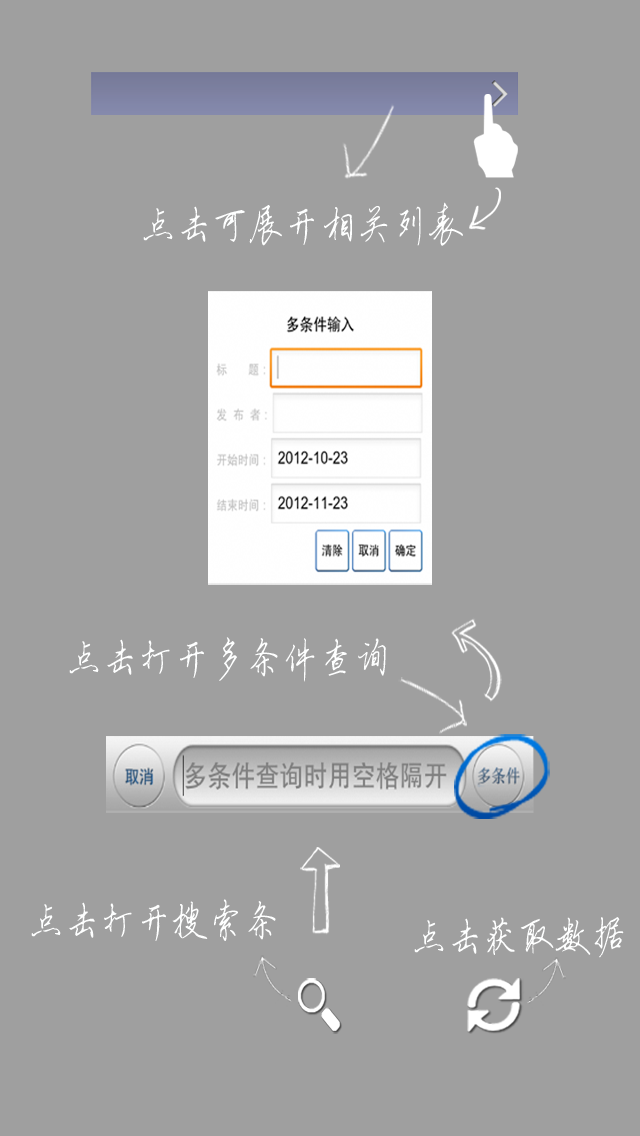 点击可展开相关列表
多条件输入
标 题:
发 布 者:
开始时间: 2012-10-23
结束时间: 2012-11-23
清除 取消 确定
点击打开多条件查询
取消 多条件查询时用空格隔开 多条件
点击打开搜索条
点击获取数据